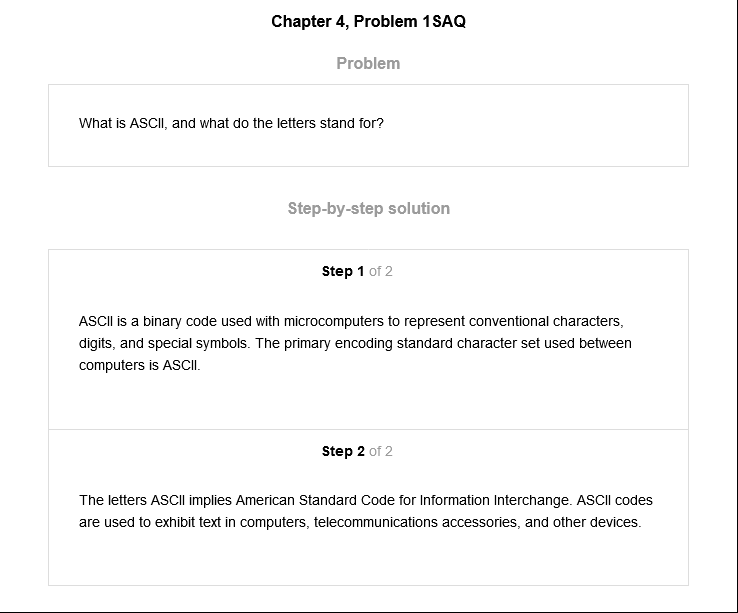 Chapter 4, Problem 1SAQ
Problem
What is ASCII, and what do the letters stand for?
Step-by-step solution
Step 1 of 2
ASCII is a binary code used with microcomputers to represent conventional characters,
digits, and special symbols. The primary encoding standard character set used between
computers is ASCII.
Step 2 of 2
The letters ASCII implies American Standard Code for Information Interchange. ASCII codes
are used to exhibit text in computers, telecommunications accessories, and other devices.